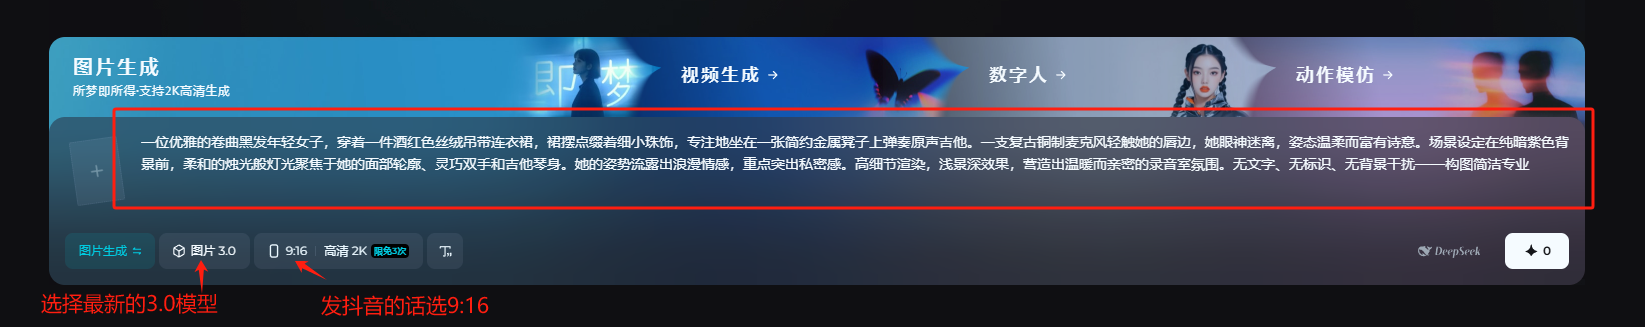 图片生成
所梦即所得·支持2K高清生成
即 梦
视频生成 →
数字人 →
动作模仿 →
一位优雅的卷曲黑发年轻女子，穿着一件酒红色丝绒吊带连衣裙，裙摆点缀着细小珠饰，专注地坐在一张简约金属凳子上弹奏原声吉他。一支复古铜制麦克风轻触她的唇边，她眼神迷离，姿态温柔而富有诗意。场景设定在纯暗紫色背
景前，柔和的烛光般灯光聚焦于她的面部轮廓、灵巧双手和吉他琴身。她的姿势流露出浪漫情感，重点突出私密感。高细节渲染，浅景深效果，营造出温暖而亲密的录音室氛围。无文字、无标识、无背景干扰——构图简洁专业
图片生成
图片 3.0
9:16
高清 2K 限免3次
DeepSeek
0
选择最新的3.0模型
发抖音的话选9:16